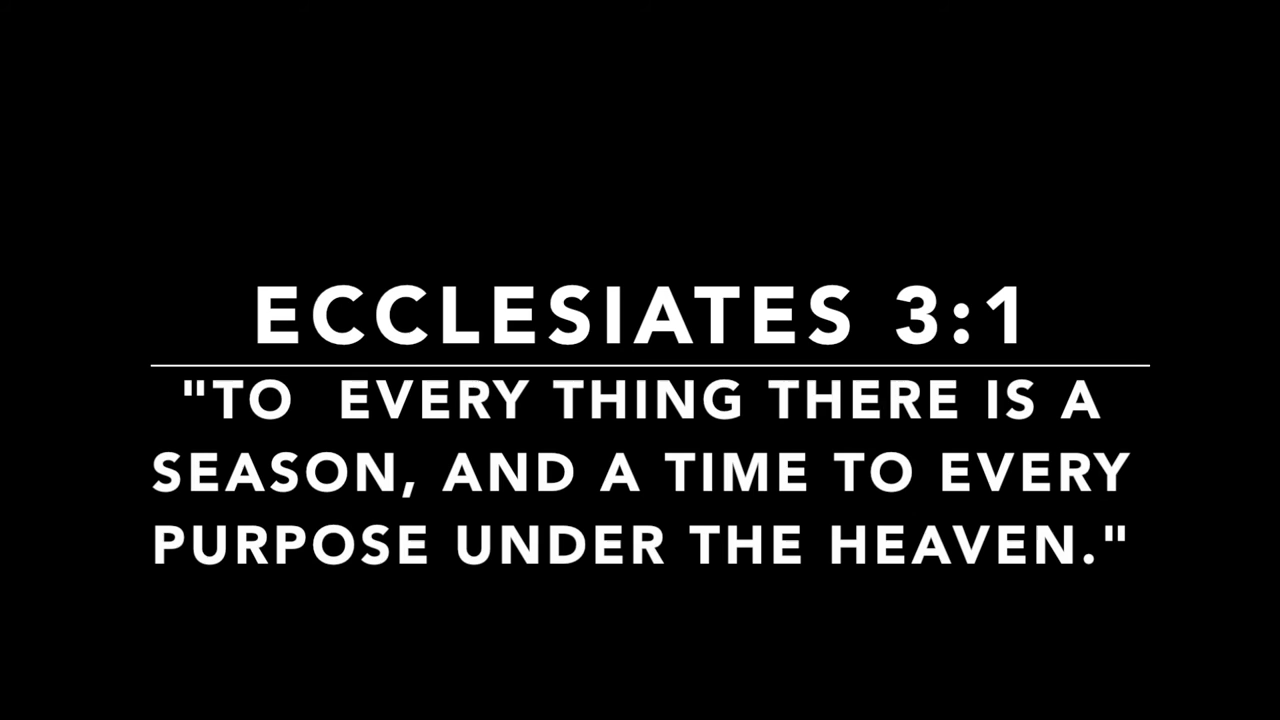 ECCLESIATES 3:1
"TO  EVERY THING THERE IS A
SEASON, AND A TIME TO EVERY
PURPOSE UNDER THE HEAVEN."